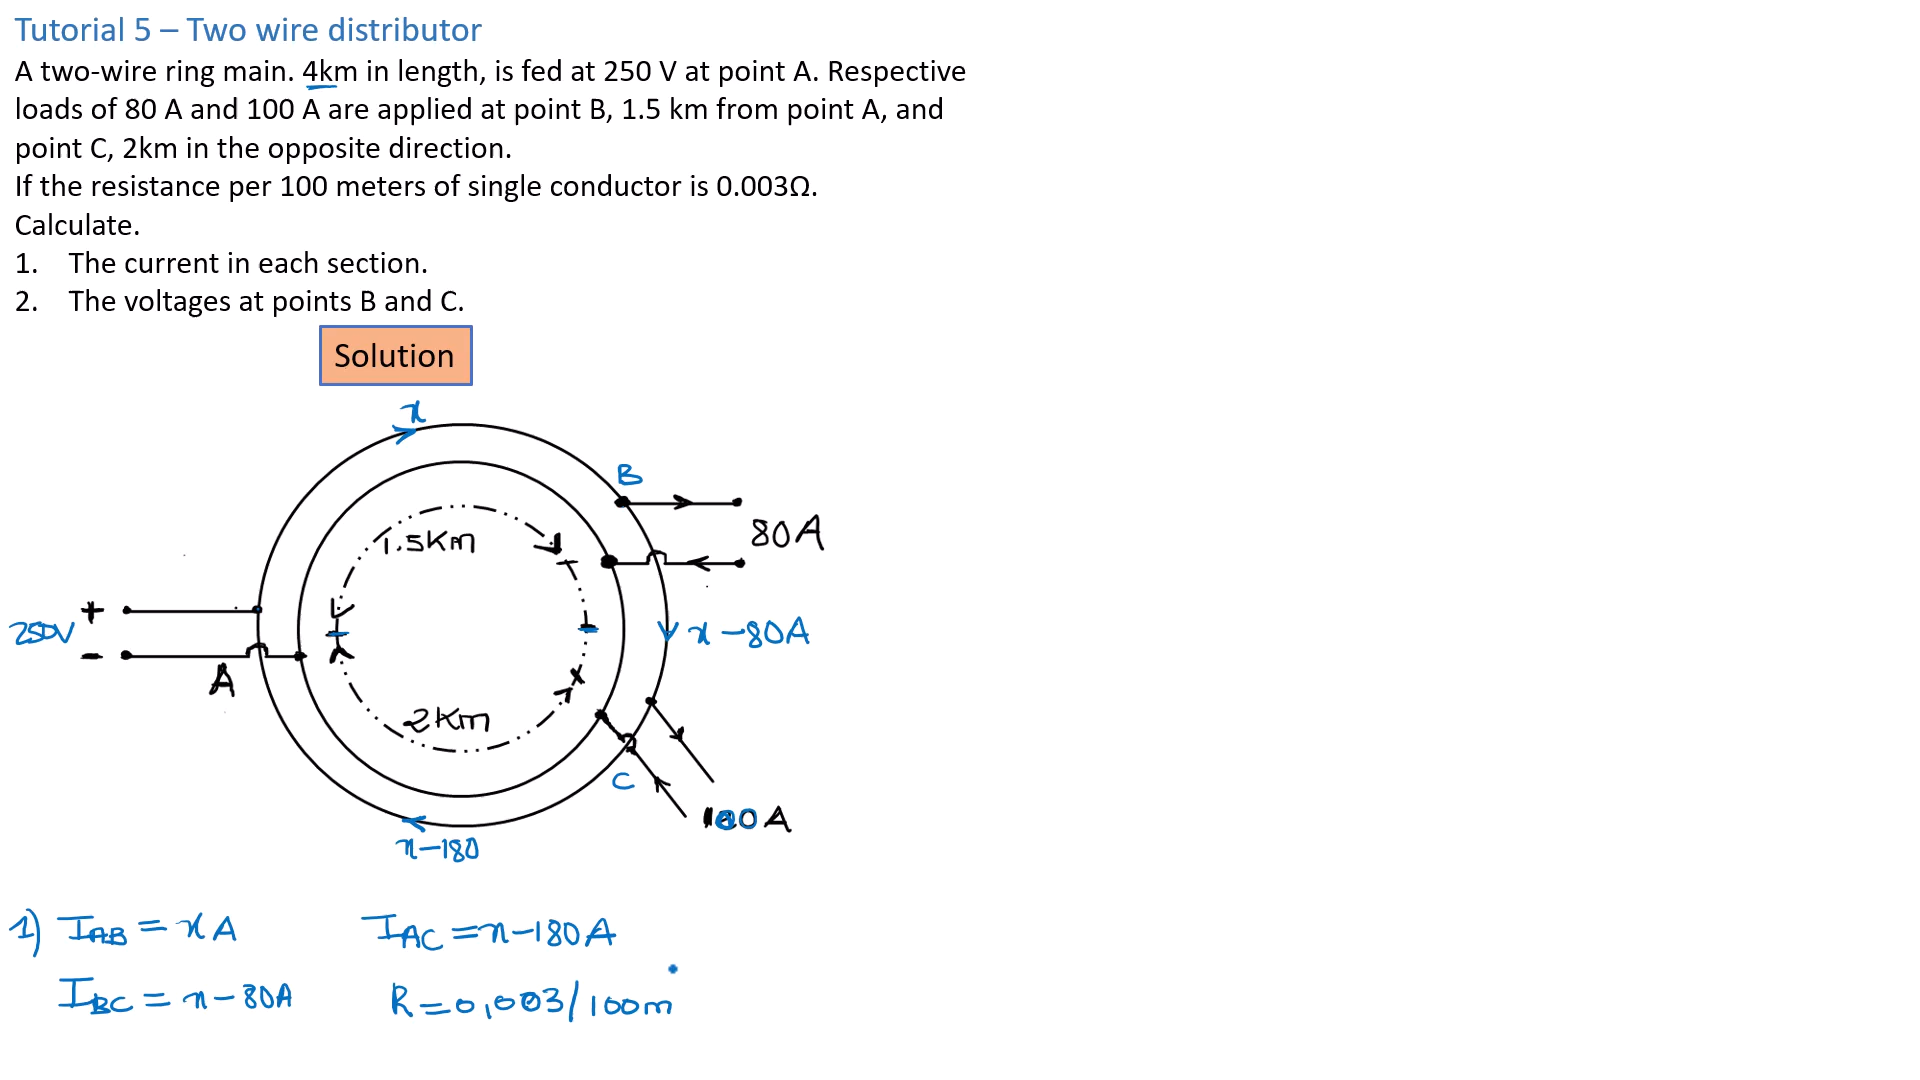 Tutorial 5 – Two wire distributor
A two-wire ring main. 4km in length, is fed at 250 V at point A. Respective
loads of 80 A and 100 A are applied at point B, 1.5 km from point A, and
point C, 2km in the opposite direction.
If the resistance per 100 meters of single conductor is 0.003Ω.
Calculate.
1. The current in each section.
2. The voltages at points B and C.
Solution
x
B
1.5Km
80A
+
250V
-
x-80A
A
2Km
C
100A
x-180
1) I_AB = x A
I_AC = x-180A
I_BC = x-80A
R = 0,003/100m